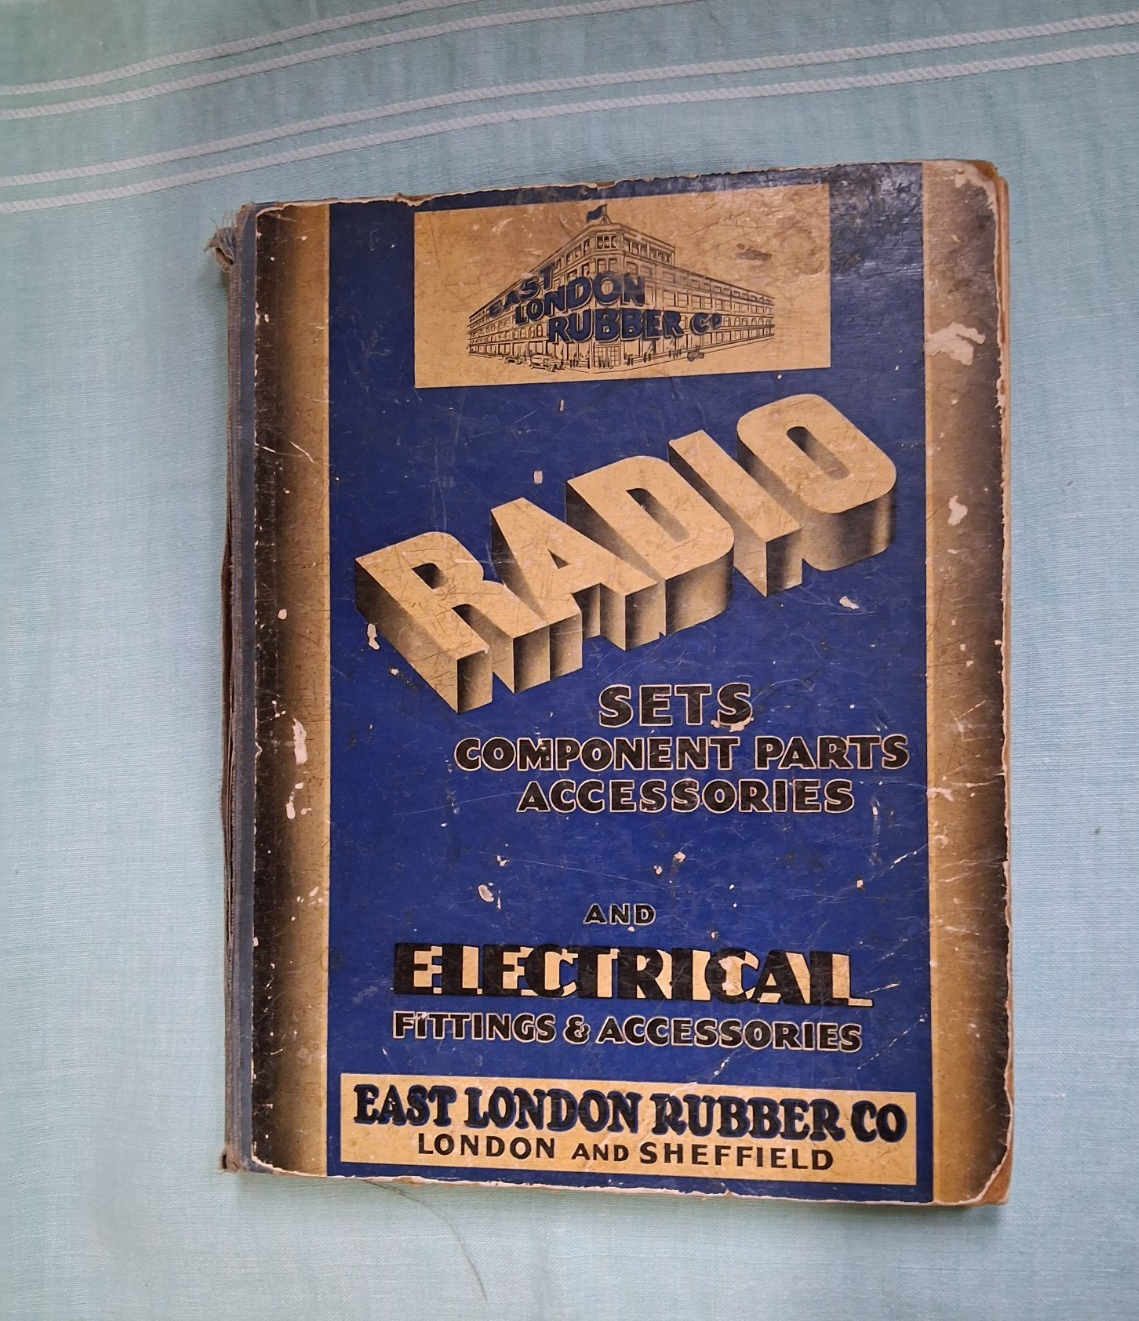 EAST
LONDON
RUBBER CO
RADIO
SETS
COMPONENT PARTS
ACCESSORIES
AND
ELECTRICAL
FITTINGS & ACCESSORIES
EAST LONDON RUBBER CO
LONDON AND SHEFFIELD